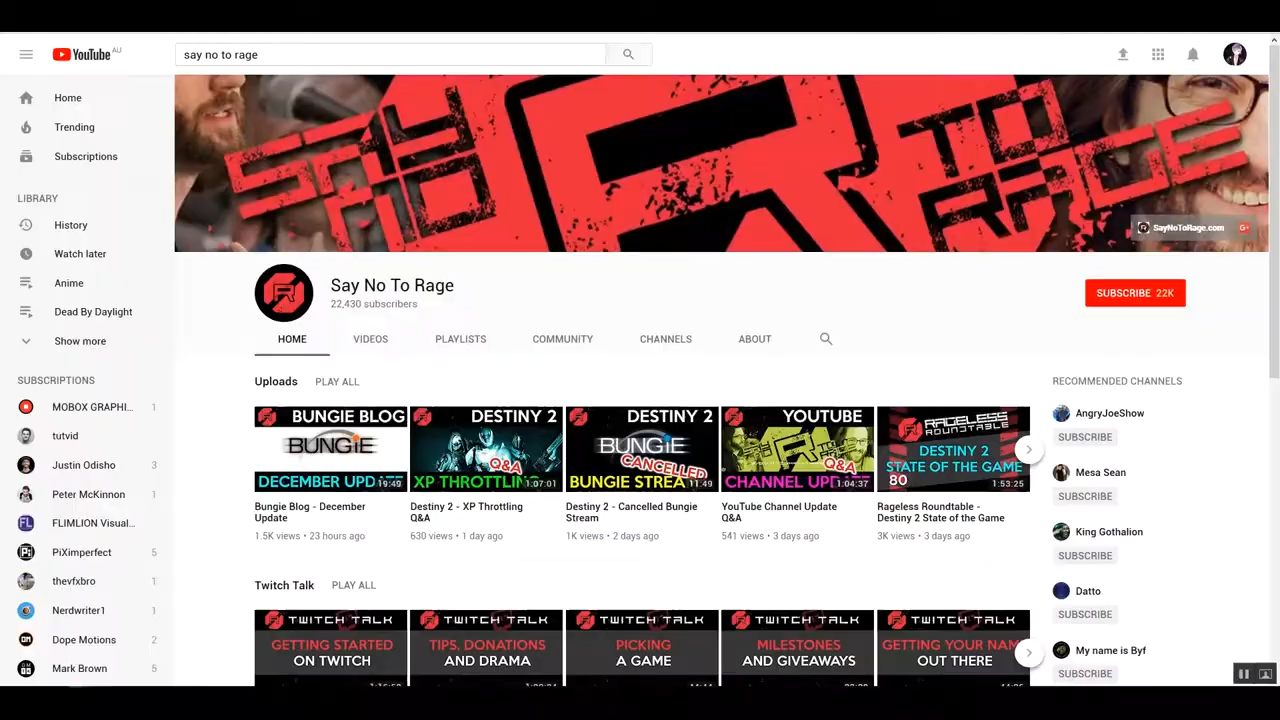 YouTube AU
say no to rage
Home
Trending
Subscriptions
LIBRARY
History
Watch later
Anime
Dead By Daylight
Show more
SUBSCRIPTIONS
MOBOX GRAPHI... 1
tutvid
Justin Odisho 3
Peter McKinnon 1
FL FLIMLION Visual...
PiXimperfect 5
thevfxbro 1
Nerdwriter1 1
DM Dope Motions 2
Mark Brown 5
SAY NO R TO RAGE
SayNoToRage.com G+
Say No To Rage
22,430 subscribers
SUBSCRIBE 22K
HOME VIDEOS PLAYLISTS COMMUNITY CHANNELS ABOUT
Uploads PLAY ALL
BUNGIE BLOG
BUNGIE
DECEMBER UPD
19:49
Bungie Blog - December
Update
1.5K views • 23 hours ago
DESTINY 2
Q&A
XP THROTTLIN
1:07:01
Destiny 2 - XP Throttling
Q&A
630 views • 1 day ago
DESTINY 2
BUNGIE
CANCELLED
BUNGIE STREA
11:49
Destiny 2 - Cancelled Bungie
Stream
1K views • 2 days ago
YOUTUBE
Q&A
CHANNEL UPD
1:04:37
YouTube Channel Update
Q&A
541 views • 3 days ago
RAGELESS
ROUNDTABLE
DESTINY 2
STATE OF THE GAME
80
1:53:25
Rageless Roundtable -
Destiny 2 State of the Game
3K views • 3 days ago
Twitch Talk PLAY ALL
TWITCH TALK
GETTING STARTED
ON TWITCH
TWITCH TALK
TIPS, DONATIONS
AND DRAMA
TWITCH TALK
PICKING
A GAME
TWITCH TALK
MILESTONES
AND GIVEAWAYS
TWITCH TALK
GETTING YOUR NAM
OUT THERE
RECOMMENDED CHANNELS
AngryJoeShow
SUBSCRIBE
Mesa Sean
SUBSCRIBE
King Gothalion
SUBSCRIBE
Datto
SUBSCRIBE
My name is Byf
SUBSCRIBE